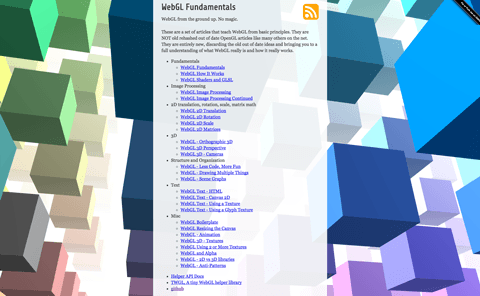 WebGL Fundamentals
WebGL from the ground up. No magic.
These are a set of articles that teach WebGL from basic principles. They are
NOT old rehashed out of date OpenGL articles like many others on the net.
They are entirely new, discarding the old out of date ideas and bringing you to a
full understanding of what WebGL really is and how it really works.
Fundamentals
WebGL Fundamentals
WebGL How It Works
WebGL Shaders and GLSL
Image Processing
WebGL Image Processing
WebGL Image Processing Continued
2D translation, rotation, scale, matrix math
WebGL 2D Translation
WebGL 2D Rotation
WebGL 2D Scale
WebGL 2D Matrices
3D
WebGL - Orthographic 3D
WebGL 3D Perspective
WebGL 3D - Cameras
Structure and Organization
WebGL - Less Code, More Fun
WebGL - Drawing Multiple Things
WebGL - Scene Graphs
Text
WebGL Text - HTML
WebGL Text - Canvas 2D
WebGL Text - Using a Texture
WebGL Text - Using a Glyph Texture
Misc
WebGL Boilerplate
WebGL Resizing the Canvas
WebGL - Animation
WebGL 3D - Textures
WebGL Using 2 or More Textures
WebGL and Alpha
WebGL - 2D vs 3D libraries
WebGL - Anti-Patterns
Helper API Docs
TWGL, A tiny WebGL helper library
github